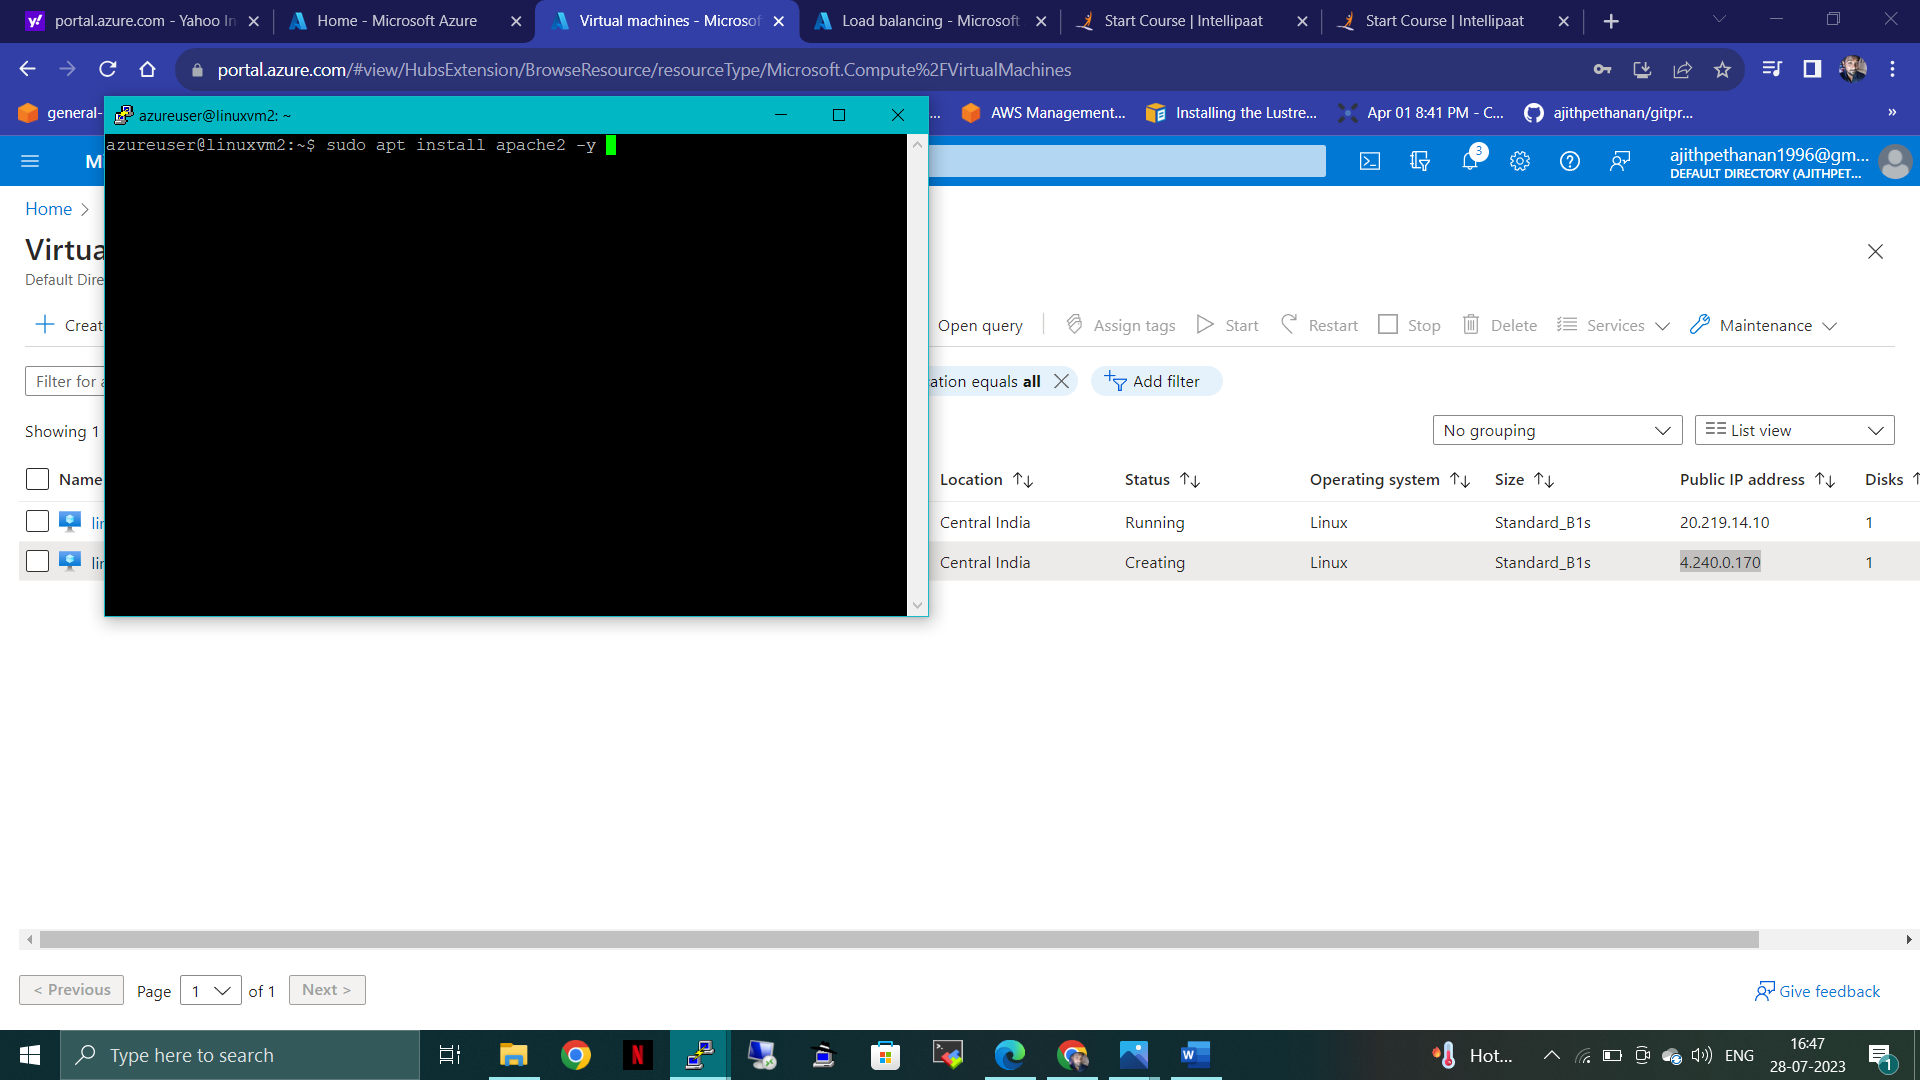 portal.azure.com - Yahoo In
Home - Microsoft Azure
Virtual machines - Microsof
Load balancing - Microsoft
Start Course | Intellipaat
Start Course | Intellipaat
portal.azure.com/#view/HubsExtension/BrowseResource/resourceType/Microsoft.Compute%2FVirtualMachines
general-
...
AWS Management...
Installing the Lustre...
Apr 01 8:41 PM - C...
ajithpethanan/gitpr...
»
azureuser@linuxvm2: ~
azureuser@linuxvm2:~$ sudo apt install apache2 -y
M
3
ajithpethanan1996@gm...
DEFAULT DIRECTORY (AJITHPET...
Home >
Virtua
Default Dire
+ Creat
Open query
Assign tags
Start
Restart
Stop
Delete
Services
Maintenance
Filter for a
ation equals all
Add filter
Showing 1
No grouping
List view
Name
Location
Status
Operating system
Size
Public IP address
Disks
lin
Central India
Running
Linux
Standard_B1s
20.219.14.10
1
lin
Central India
Creating
Linux
Standard_B1s
4.240.0.170
1
< Previous
Page
1
of 1
Next >
Give feedback
Type here to search
Hot...
ENG
16:47
28-07-2023
1